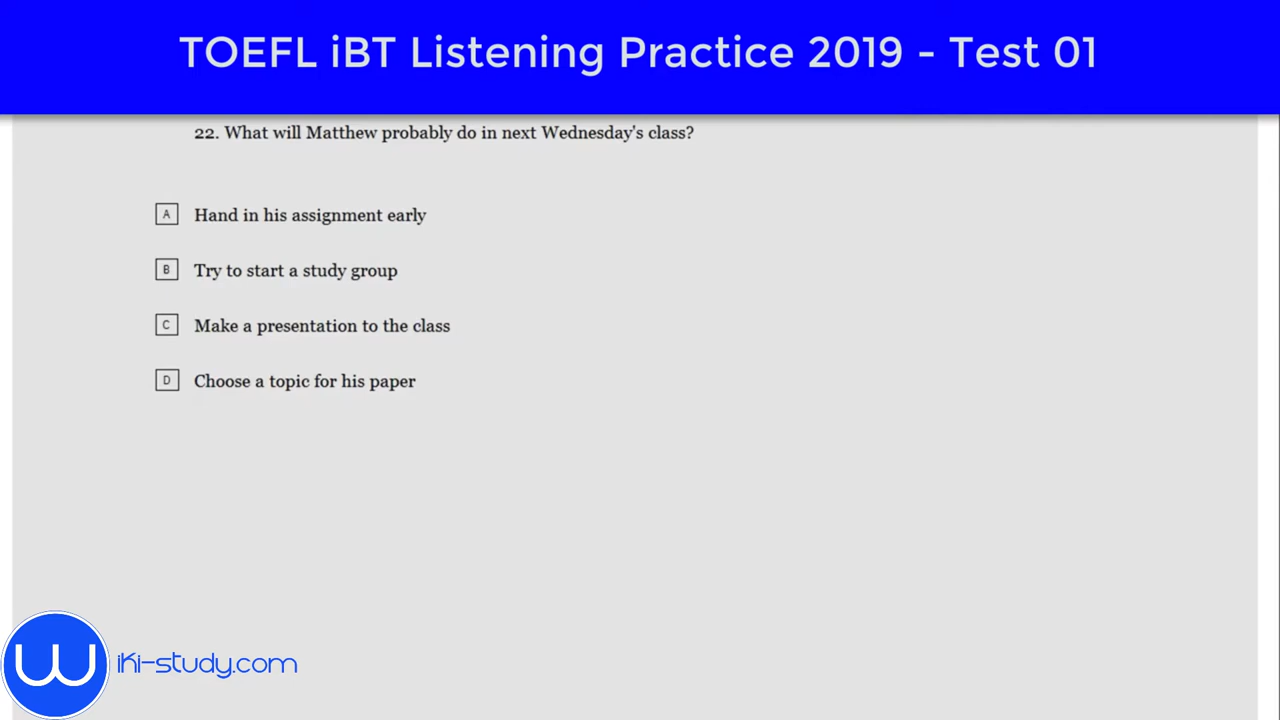 TOEFL iBT Listening Practice 2019 - Test 01
22. What will Matthew probably do in next Wednesday's class?
A Hand in his assignment early
B Try to start a study group
C Make a presentation to the class
D Choose a topic for his paper
W iki-study.com